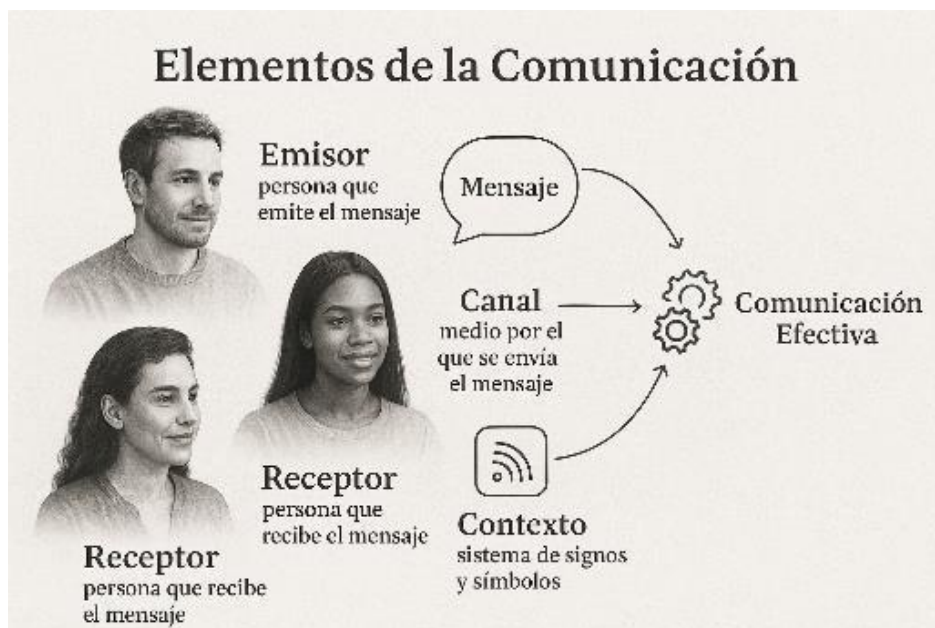 Elementos de la Comunicación
Emisor
persona que
emite el mensaje
Mensaje
Canal
medio por el
que se envía
el mensaje
Comunicación
Efectiva
Receptor
persona que
recibe el mensaje
Contexto
sistema de signos
y símbolos
Receptor
persona que recibe
el mensaje